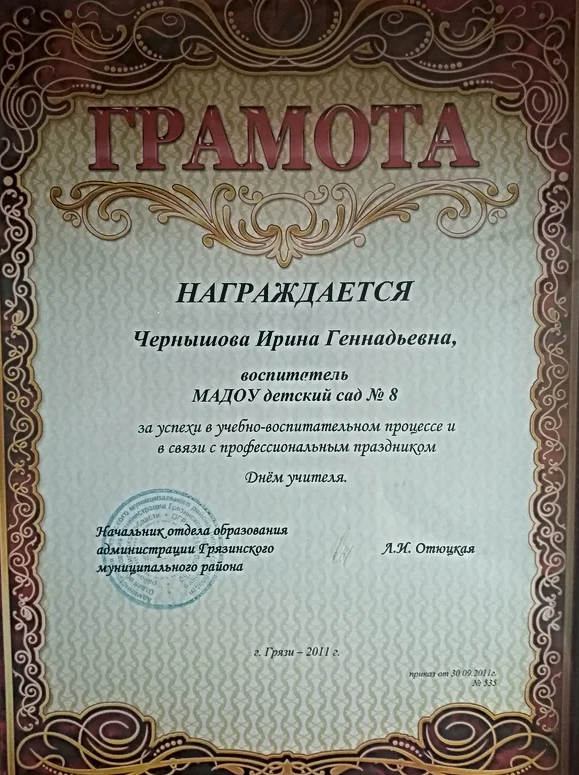 ГРАМОТА
НАГРАЖДАЕТСЯ
Чернышова Ирина Геннадьевна,
воспитатель
МАДОУ детский сад № 8
за успехи в учебно-воспитательном процессе и
в связи с профессиональным праздником
Днём учителя.
Начальник отдела образования
администрации Грязинского
муниципального района
Л.И. Отюцкая
г. Грязи – 2011 г.
приказ от 30.09.2011г.
№ 535